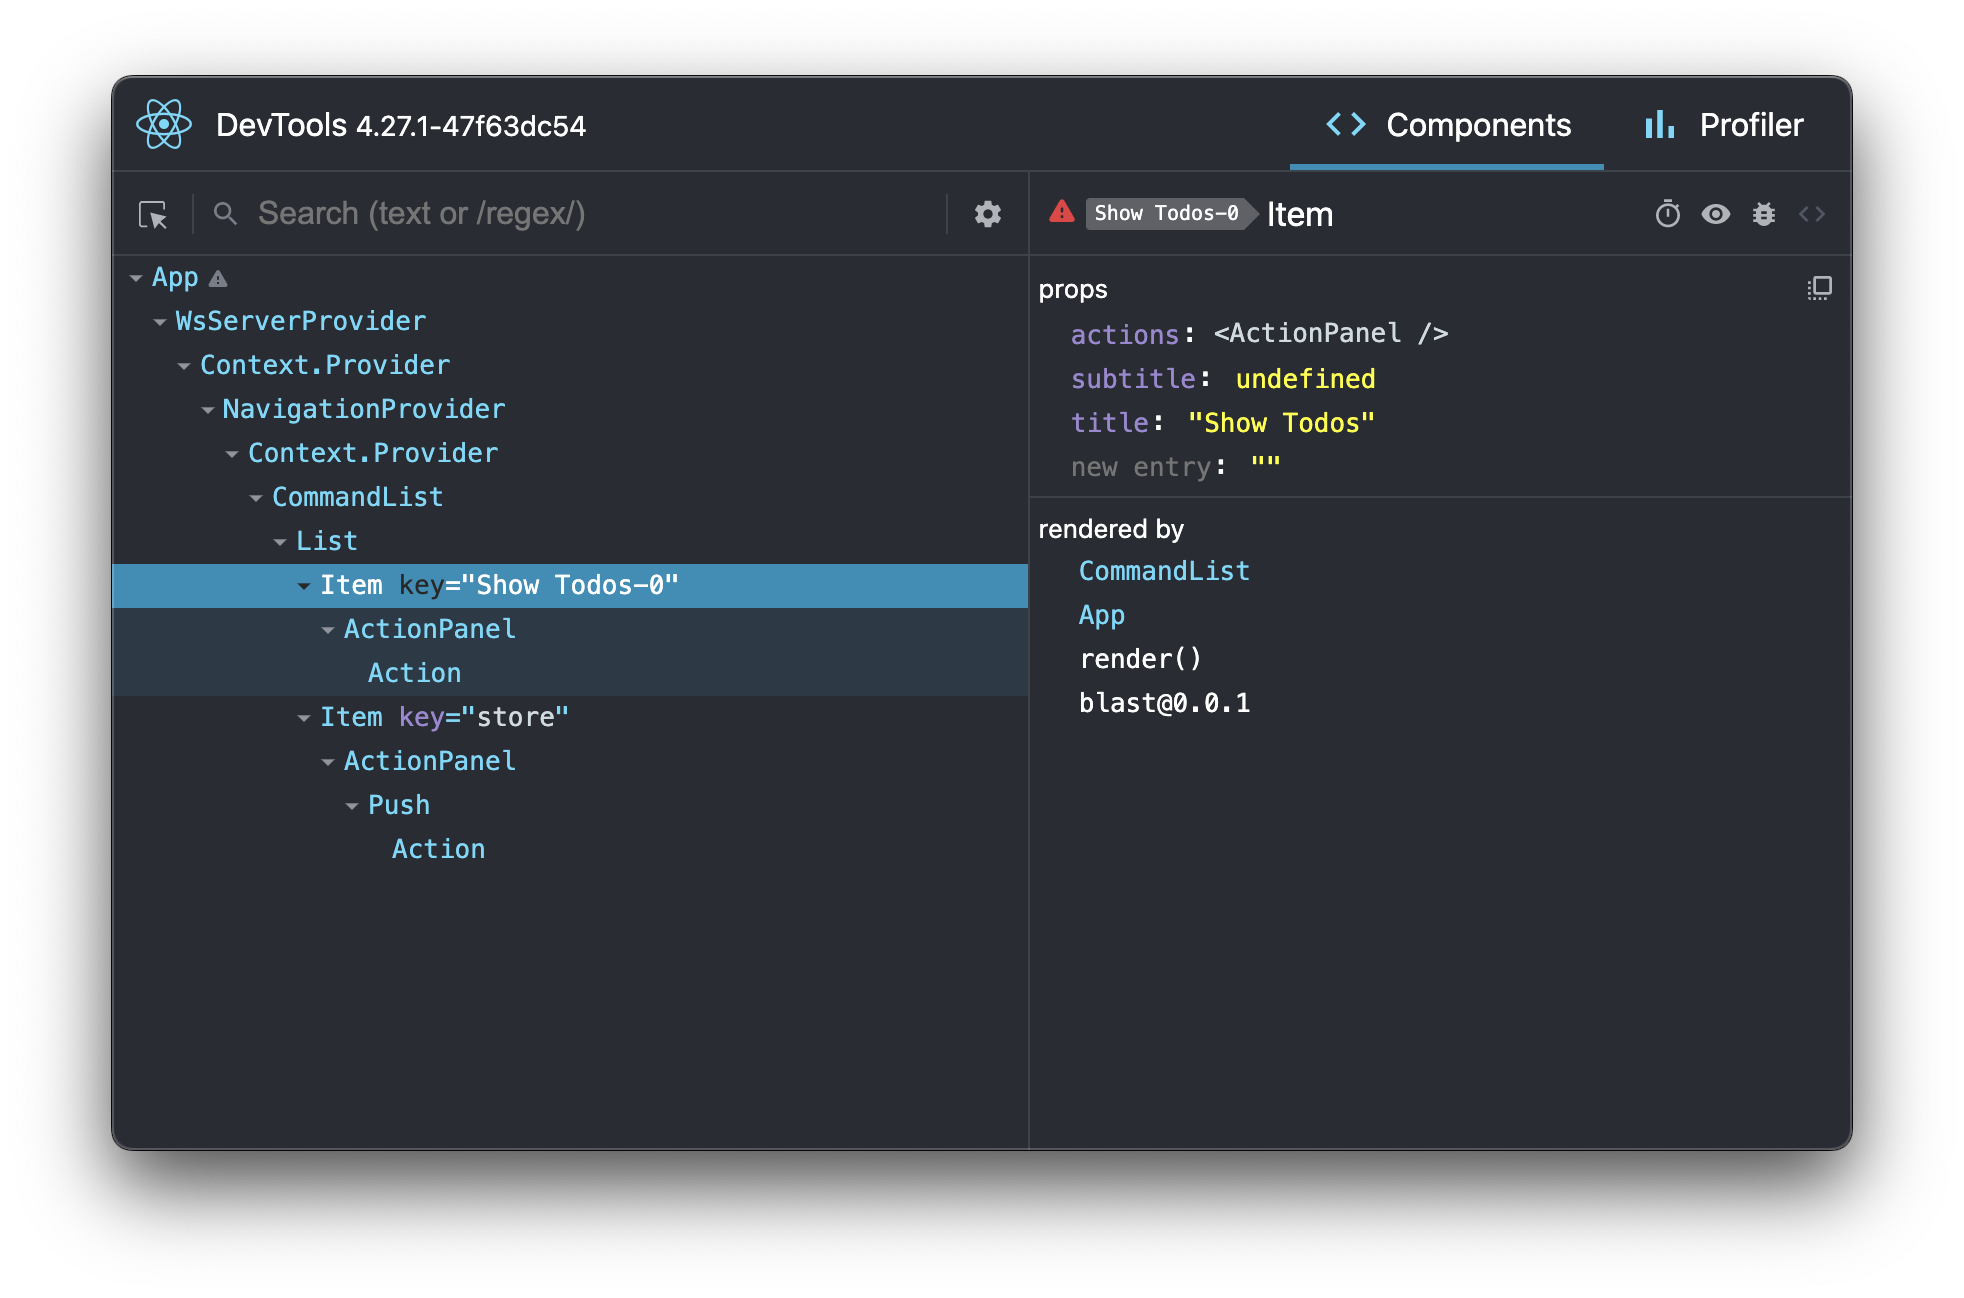 DevTools 4.27.1-47f63dc54
Components
Profiler
Search (text or /regex/)
App
WsServerProvider
Context.Provider
NavigationProvider
Context.Provider
CommandList
List
Item key="Show Todos-0"
ActionPanel
Action
Item key="store"
ActionPanel
Push
Action
Show Todos-0 Item
props
actions: <ActionPanel />
subtitle: undefined
title: "Show Todos"
new entry: ""
rendered by
CommandList
App
render()
blast@0.0.1